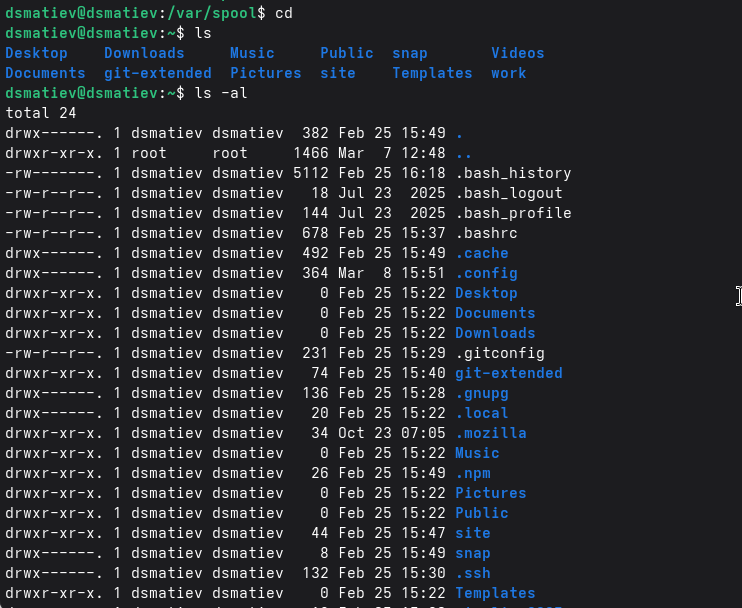 dsmatiev@dsmatiev:/var/spool$ cd
dsmatiev@dsmatiev:~$ ls
Desktop    Downloads     Music     Public  snap       Videos
Documents  git-extended  Pictures  site    Templates  work
dsmatiev@dsmatiev:~$ ls -al
total 24
drwx------. 1 dsmatiev dsmatiev  382 Feb 25 15:49 .
drwxr-xr-x. 1 root     root     1466 Mar  7 12:48 ..
-rw-------. 1 dsmatiev dsmatiev 5112 Feb 25 16:18 .bash_history
-rw-r--r--. 1 dsmatiev dsmatiev   18 Jul 23  2025 .bash_logout
-rw-r--r--. 1 dsmatiev dsmatiev  144 Jul 23  2025 .bash_profile
-rw-r--r--. 1 dsmatiev dsmatiev  678 Feb 25 15:37 .bashrc
drwx------. 1 dsmatiev dsmatiev  492 Feb 25 15:49 .cache
drwx------. 1 dsmatiev dsmatiev  364 Mar  8 15:51 .config
drwxr-xr-x. 1 dsmatiev dsmatiev    0 Feb 25 15:22 Desktop
drwxr-xr-x. 1 dsmatiev dsmatiev    0 Feb 25 15:22 Documents
drwxr-xr-x. 1 dsmatiev dsmatiev    0 Feb 25 15:22 Downloads
-rw-r--r--. 1 dsmatiev dsmatiev  231 Feb 25 15:29 .gitconfig
drwxr-xr-x. 1 dsmatiev dsmatiev   74 Feb 25 15:40 git-extended
drwx------. 1 dsmatiev dsmatiev  136 Feb 25 15:28 .gnupg
drwx------. 1 dsmatiev dsmatiev   20 Feb 25 15:22 .local
drwxr-xr-x. 1 dsmatiev dsmatiev   34 Oct 23 07:05 .mozilla
drwxr-xr-x. 1 dsmatiev dsmatiev    0 Feb 25 15:22 Music
drwxr-xr-x. 1 dsmatiev dsmatiev   26 Feb 25 15:49 .npm
drwxr-xr-x. 1 dsmatiev dsmatiev    0 Feb 25 15:22 Pictures
drwxr-xr-x. 1 dsmatiev dsmatiev    0 Feb 25 15:22 Public
drwxr-xr-x. 1 dsmatiev dsmatiev   44 Feb 25 15:47 site
drwx------. 1 dsmatiev dsmatiev    8 Feb 25 15:49 snap
drwx------. 1 dsmatiev dsmatiev  132 Feb 25 15:30 .ssh
drwxr-xr-x. 1 dsmatiev dsmatiev    0 Feb 25 15:22 Templates